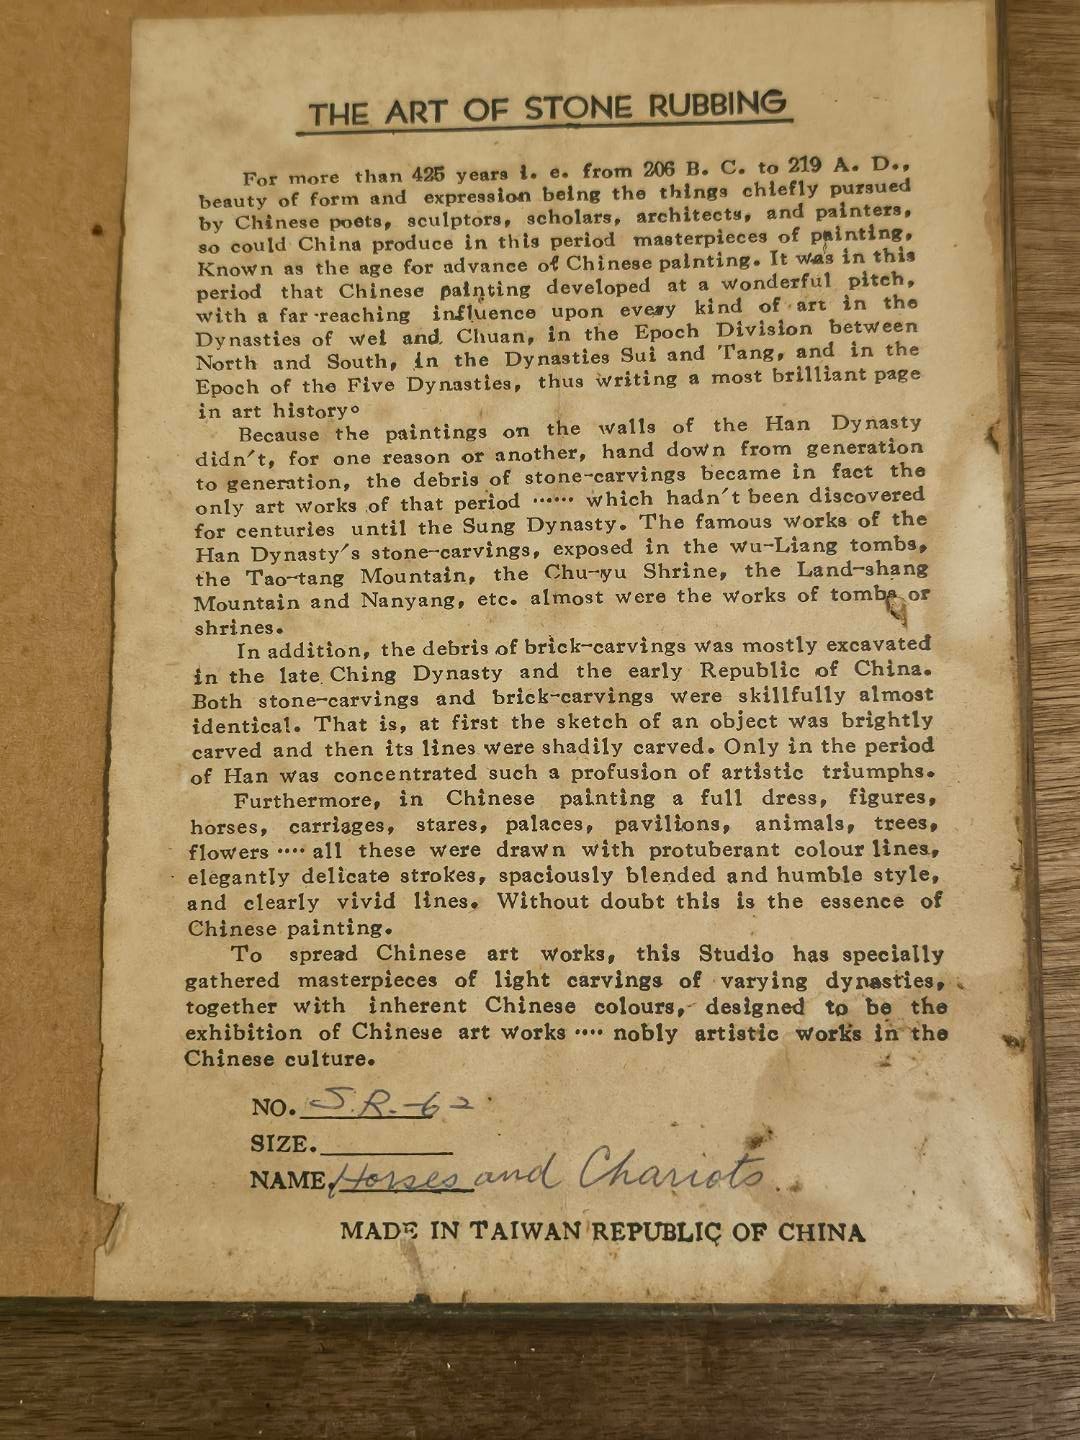 THE ART OF STONE RUBBING
For more than 425 years i. e. from 206 B. C. to 219 A. D.,
beauty of form and expression being the things chiefly pursued
by Chinese poets, sculptors, scholars, architects, and painters,
so could China produce in this period masterpieces of painting,
Known as the age for advance of Chinese painting. It was in this
period that Chinese painting developed at a wonderful pitch,
with a far-reaching influence upon every kind of art in the
Dynasties of wei and Chuan, in the Epoch Division between
North and South, in the Dynasties Sui and Tang, and in the
Epoch of the Five Dynasties, thus writing a most brilliant page
in art history。
Because the paintings on the walls of the Han Dynasty
didn't, for one reason or another, hand down from generation
to generation, the debris of stone-carvings became in fact the
only art works of that period ······ which hadn't been discovered
for centuries until the Sung Dynasty. The famous works of the
Han Dynasty's stone-carvings, exposed in the wu-Liang tombs,
the Tao-tang Mountain, the Chu-yu Shrine, the Land-shang
Mountain and Nanyang, etc. almost were the works of tombs or
shrines.
In addition, the debris of brick-carvings was mostly excavated
in the late Ching Dynasty and the early Republic of China.
Both stone-carvings and brick-carvings were skillfully almost
identical. That is, at first the sketch of an object was brightly
carved and then its lines were shadily carved. Only in the period
of Han was concentrated such a profusion of artistic triumphs.
Furthermore, in Chinese painting a full dress, figures,
horses, carriages, stares, palaces, pavilions, animals, trees,
flowers ···· all these were drawn with protuberant colour lines,
elegantly delicate strokes, spaciously blended and humble style,
and clearly vivid lines. Without doubt this is the essence of
Chinese painting.
To spread Chinese art works, this Studio has specially
gathered masterpieces of light carvings of varying dynasties,
together with inherent Chinese colours, designed to be the
exhibition of Chinese art works ···· nobly artistic works in the
Chinese culture.
NO. S.R.-62
SIZE.
NAME. Horses and Chariots
MADE IN TAIWAN REPUBLIC OF CHINA